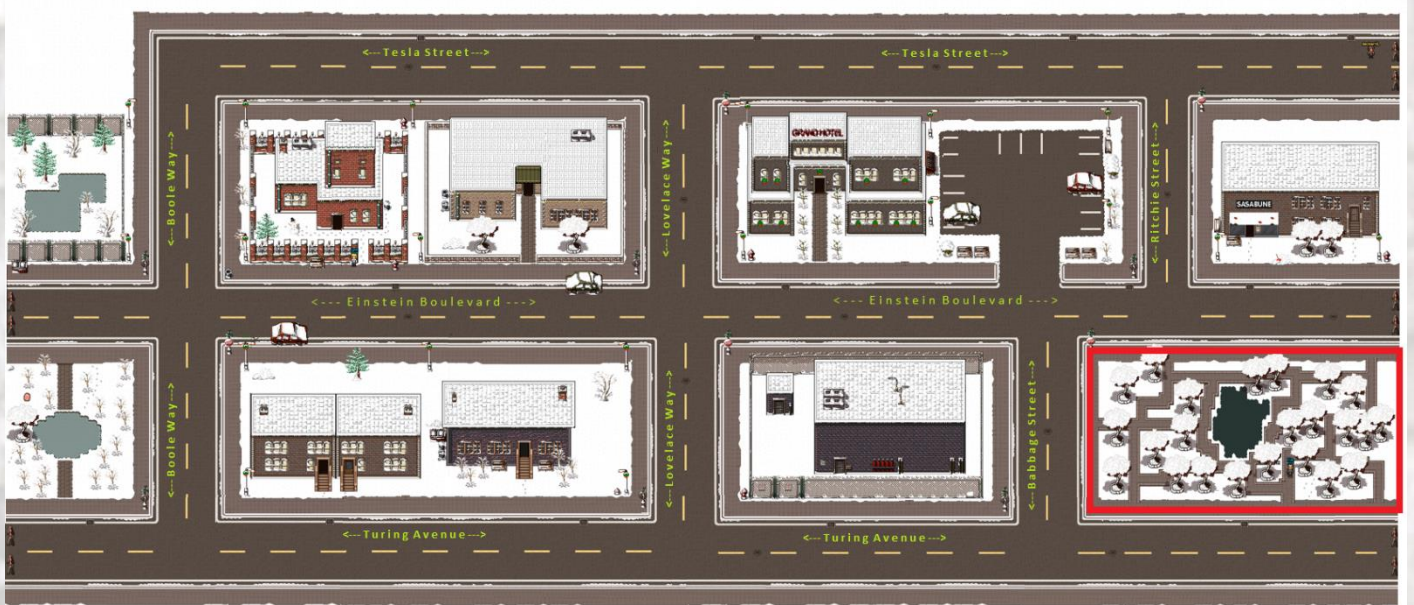 <---Tesla Street--->
<---Tesla Street--->
<---Boole Way--->
<---Lovelace Way--->
GRAND HOTEL
<---Ritchie Street--->
SASABUNE
<--- Einstein Boulevard --->
<--- Einstein Boulevard --->
<---Boole Way--->
<---Lovelace Way--->
<---Babbage Street--->
<---Turing Avenue--->
<---Turing Avenue--->